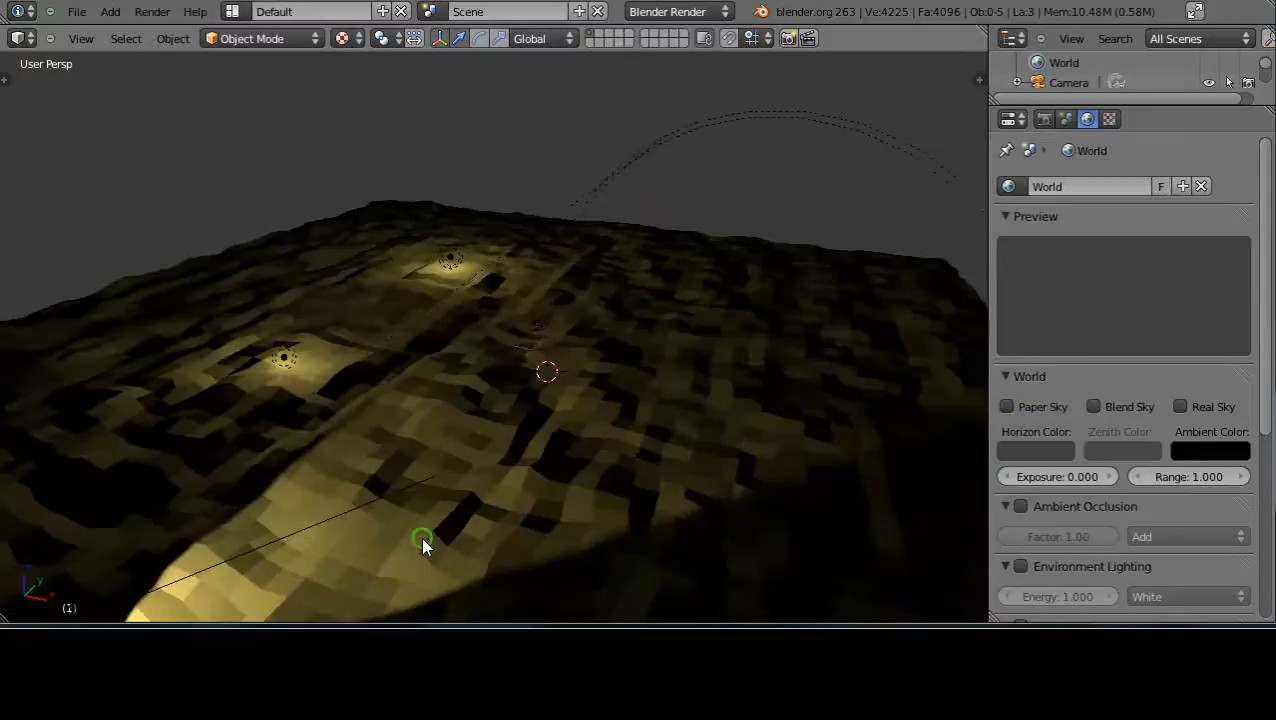 File Add Render Help Default Scene Blender Render blender.org 263 | Ve:4225 | Fa:4096 | Ob:0-5 | La:3 | Mem:10.48M (0.58M)
View Select Object Object Mode Global View Search All Scenes
User Persp
World
Camera
World
World F
Preview
World
Paper Sky Blend Sky Real Sky
Horizon Color: Zenith Color: Ambient Color:
Exposure: 0.000 Range: 1.000
Ambient Occlusion
Factor: 1.00 Add
Environment Lighting
Energy: 1.000 White
z
y
x
(1)